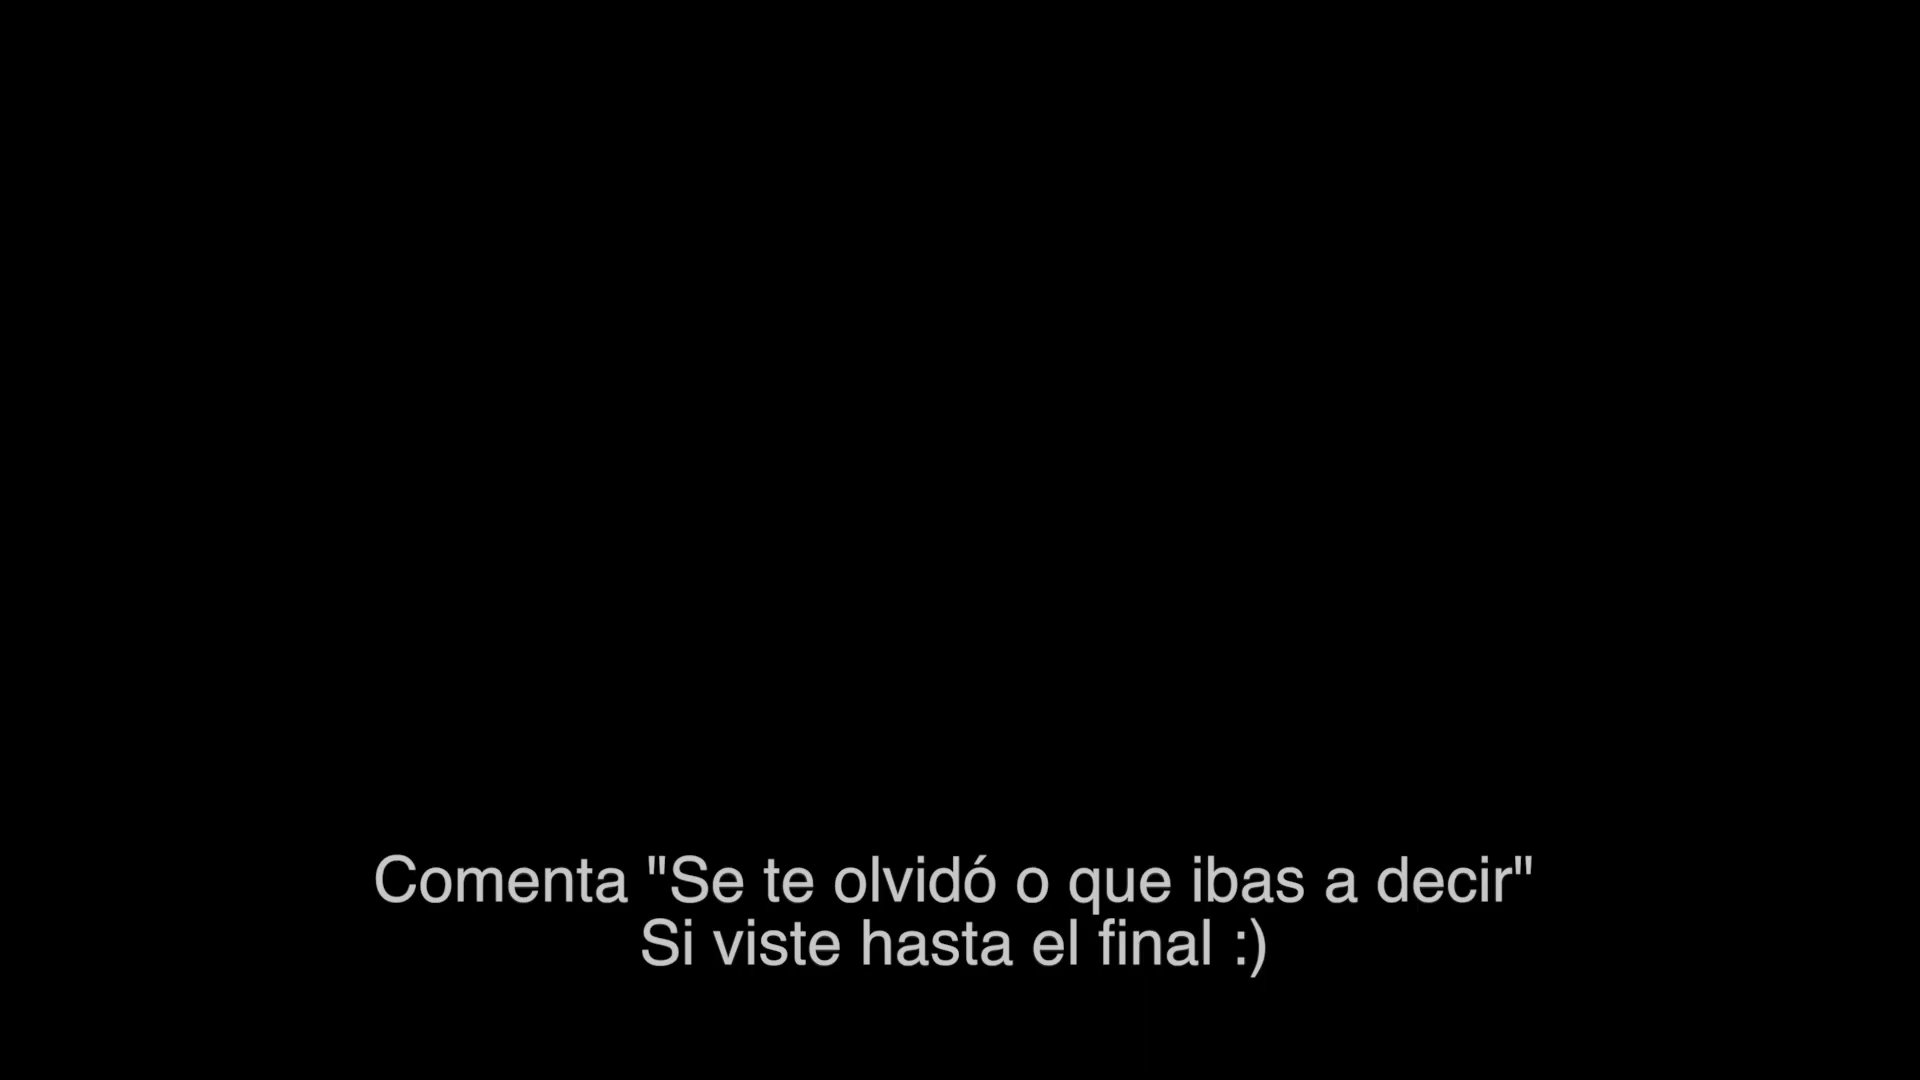 Comenta "Se te olvidó o que ibas a decir"
Si viste hasta el final :)